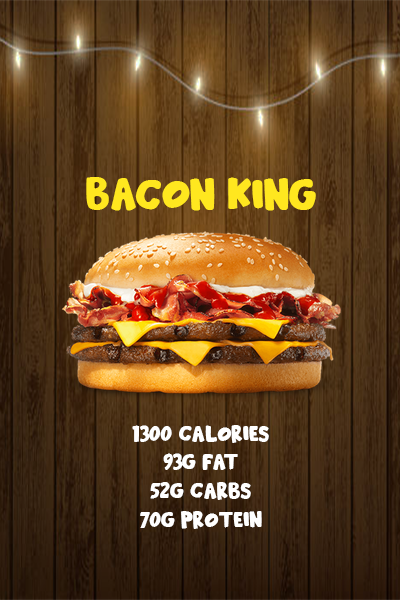 BACON KING
1300 CALORIES
93G FAT
52G CARBS
70G PROTEIN